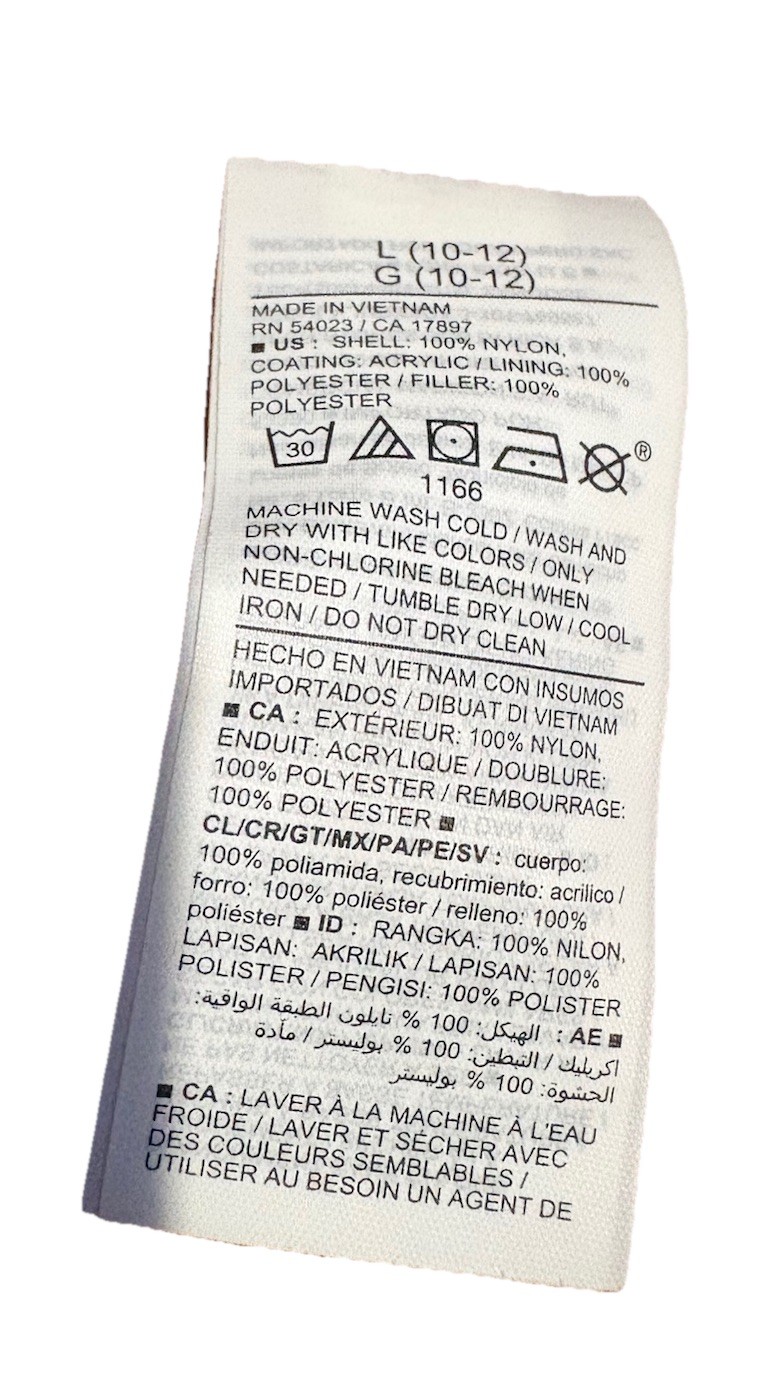 L (10-12)
G (10-12)
MADE IN VIETNAM
RN 54023 / CA 17897
■ US : SHELL: 100% NYLON,
COATING: ACRYLIC / LINING: 100%
POLYESTER / FILLER: 100%
POLYESTER
30
®
1166
MACHINE WASH COLD / WASH AND
DRY WITH LIKE COLORS / ONLY
NON-CHLORINE BLEACH WHEN
NEEDED / TUMBLE DRY LOW / COOL
IRON / DO NOT DRY CLEAN
HECHO EN VIETNAM CON INSUMOS
IMPORTADOS / DIBUAT DI VIETNAM
■ CA : EXTÉRIEUR: 100% NYLON,
ENDUIT: ACRYLIQUE / DOUBLURE:
100% POLYESTER / REMBOURRAGE:
100% POLYESTER ■
CL/CR/GT/MX/PA/PE/SV : cuerpo:
100% poliamida, recubrimiento: acrilico /
forro: 100% poliéster / relleno: 100%
poliéster ■ ID : RANGKA: 100% NILON,
LAPISAN: AKRILIK / LAPISAN: 100%
POLISTER / PENGISI: 100% POLISTER
■ AE : الهيكل: 100 % نايلون الطبقة الواقية:
اكريليك / التبطين: 100 % بوليستر / مادة
الحشوة: 100 % بوليستر
■ CA : LAVER À LA MACHINE À L'EAU
FROIDE / LAVER ET SÉCHER AVEC
DES COULEURS SEMBLABLES /
UTILISER AU BESOIN UN AGENT DE